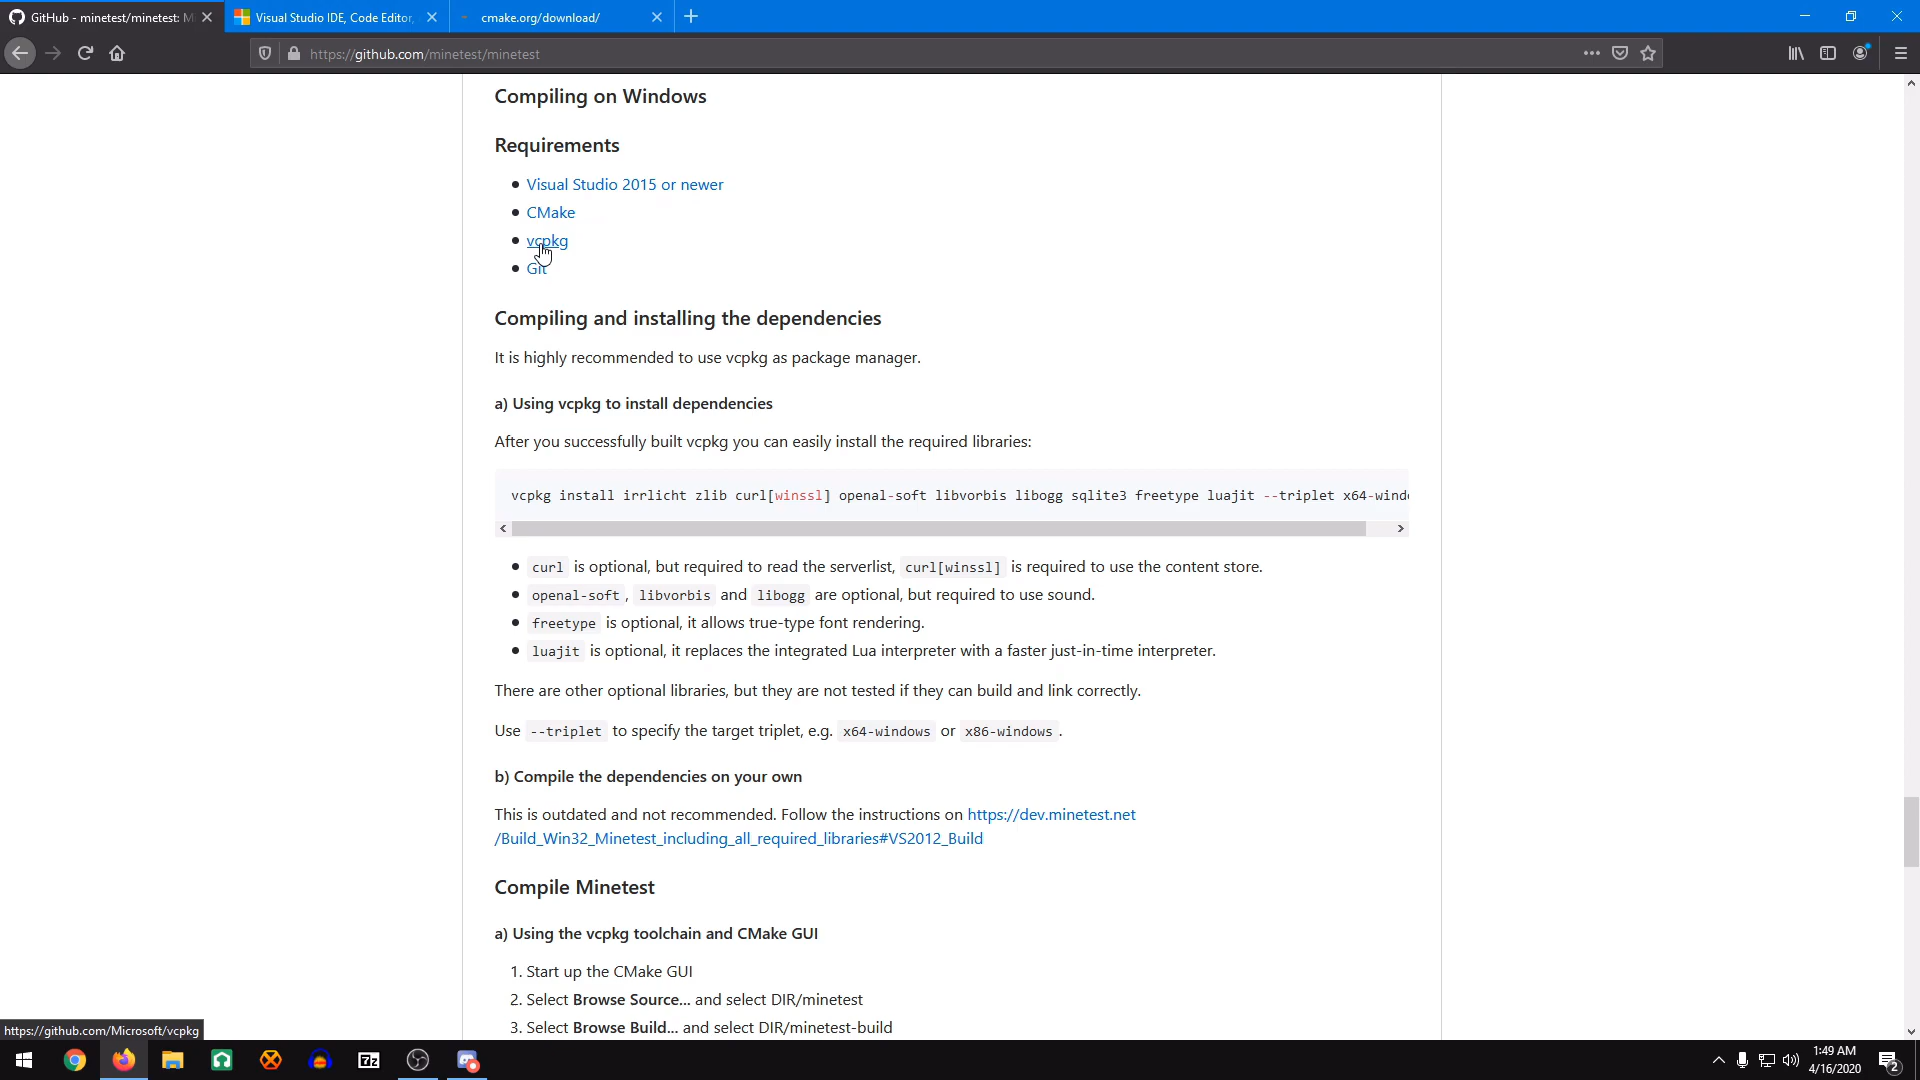 GitHub - minetest/minetest: M
Visual Studio IDE, Code Editor,
cmake.org/download/
https://github.com/minetest/minetest
Compiling on Windows
Requirements
Visual Studio 2015 or newer
CMake
vcpkg
Git
Compiling and installing the dependencies
It is highly recommended to use vcpkg as package manager.
a) Using vcpkg to install dependencies
After you successfully built vcpkg you can easily install the required libraries:
vcpkg install irrlicht zlib curl[winssl] openal-soft libvorbis libogg sqlite3 freetype luajit --triplet x64-windo
curl is optional, but required to read the serverlist, curl[winssl] is required to use the content store.
openal-soft, libvorbis and libogg are optional, but required to use sound.
freetype is optional, it allows true-type font rendering.
luajit is optional, it replaces the integrated Lua interpreter with a faster just-in-time interpreter.
There are other optional libraries, but they are not tested if they can build and link correctly.
Use --triplet to specify the target triplet, e.g. x64-windows or x86-windows.
b) Compile the dependencies on your own
This is outdated and not recommended. Follow the instructions on https://dev.minetest.net
/Build_Win32_Minetest_including_all_required_libraries#VS2012_Build
Compile Minetest
a) Using the vcpkg toolchain and CMake GUI
1. Start up the CMake GUI
2. Select Browse Source... and select DIR/minetest
3. Select Browse Build... and select DIR/minetest-build
https://github.com/Microsoft/vcpkg
7z
1:49 AM
4/16/2020
2